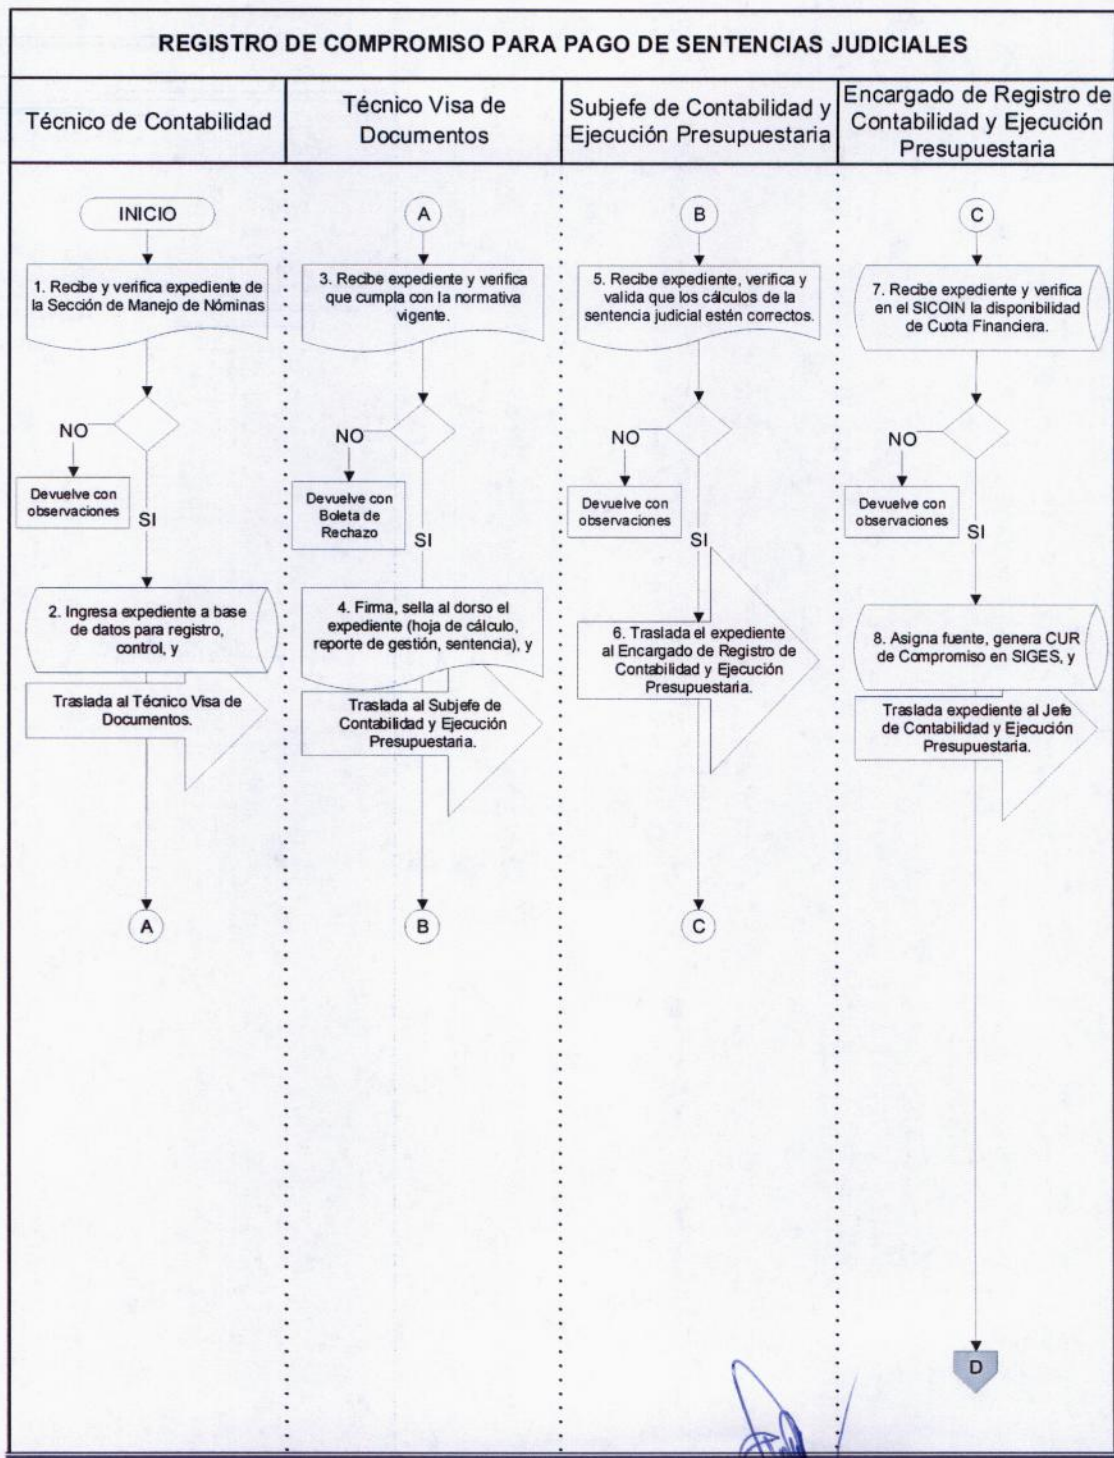 REGISTRO DE COMPROMISO PARA PAGO DE SENTENCIAS JUDICIALES
Técnico de Contabilidad
Técnico Visa de
Documentos
Subjefe de Contabilidad y
Ejecución Presupuestaria
Encargado de Registro de
Contabilidad y Ejecución
Presupuestaria
INICIO
1. Recibe y verifica expediente de
la Sección de Manejo de Nóminas
NO
Devuelve con
observaciones
SI
2. Ingresa expediente a base
de datos para registro,
control, y
Traslada al Técnico Visa de
Documentos.
A
A
3. Recibe expediente y verifica
que cumpla con la normativa
vigente.
NO
Devuelve con
Boleta de
Rechazo
SI
4. Firma, sella al dorso el
expediente (hoja de cálculo,
reporte de gestión, sentencia), y
Traslada al Subjefe de
Contabilidad y Ejecución
Presupuestaria.
B
B
5. Recibe expediente, verifica y
valida que los cálculos de la
sentencia judicial estén correctos.
NO
Devuelve con
observaciones
SI
6. Traslada el expediente
al Encargado de Registro de
Contabilidad y Ejecución
Presupuestaria.
C
C
7. Recibe expediente y verifica
en el SICOIN la disponibilidad
de Cuota Financiera.
NO
Devuelve con
observaciones
SI
8. Asigna fuente, genera CUR
de Compromiso en SIGES, y
Traslada expediente al Jefe
de Contabilidad y Ejecución
Presupuestaria.
D